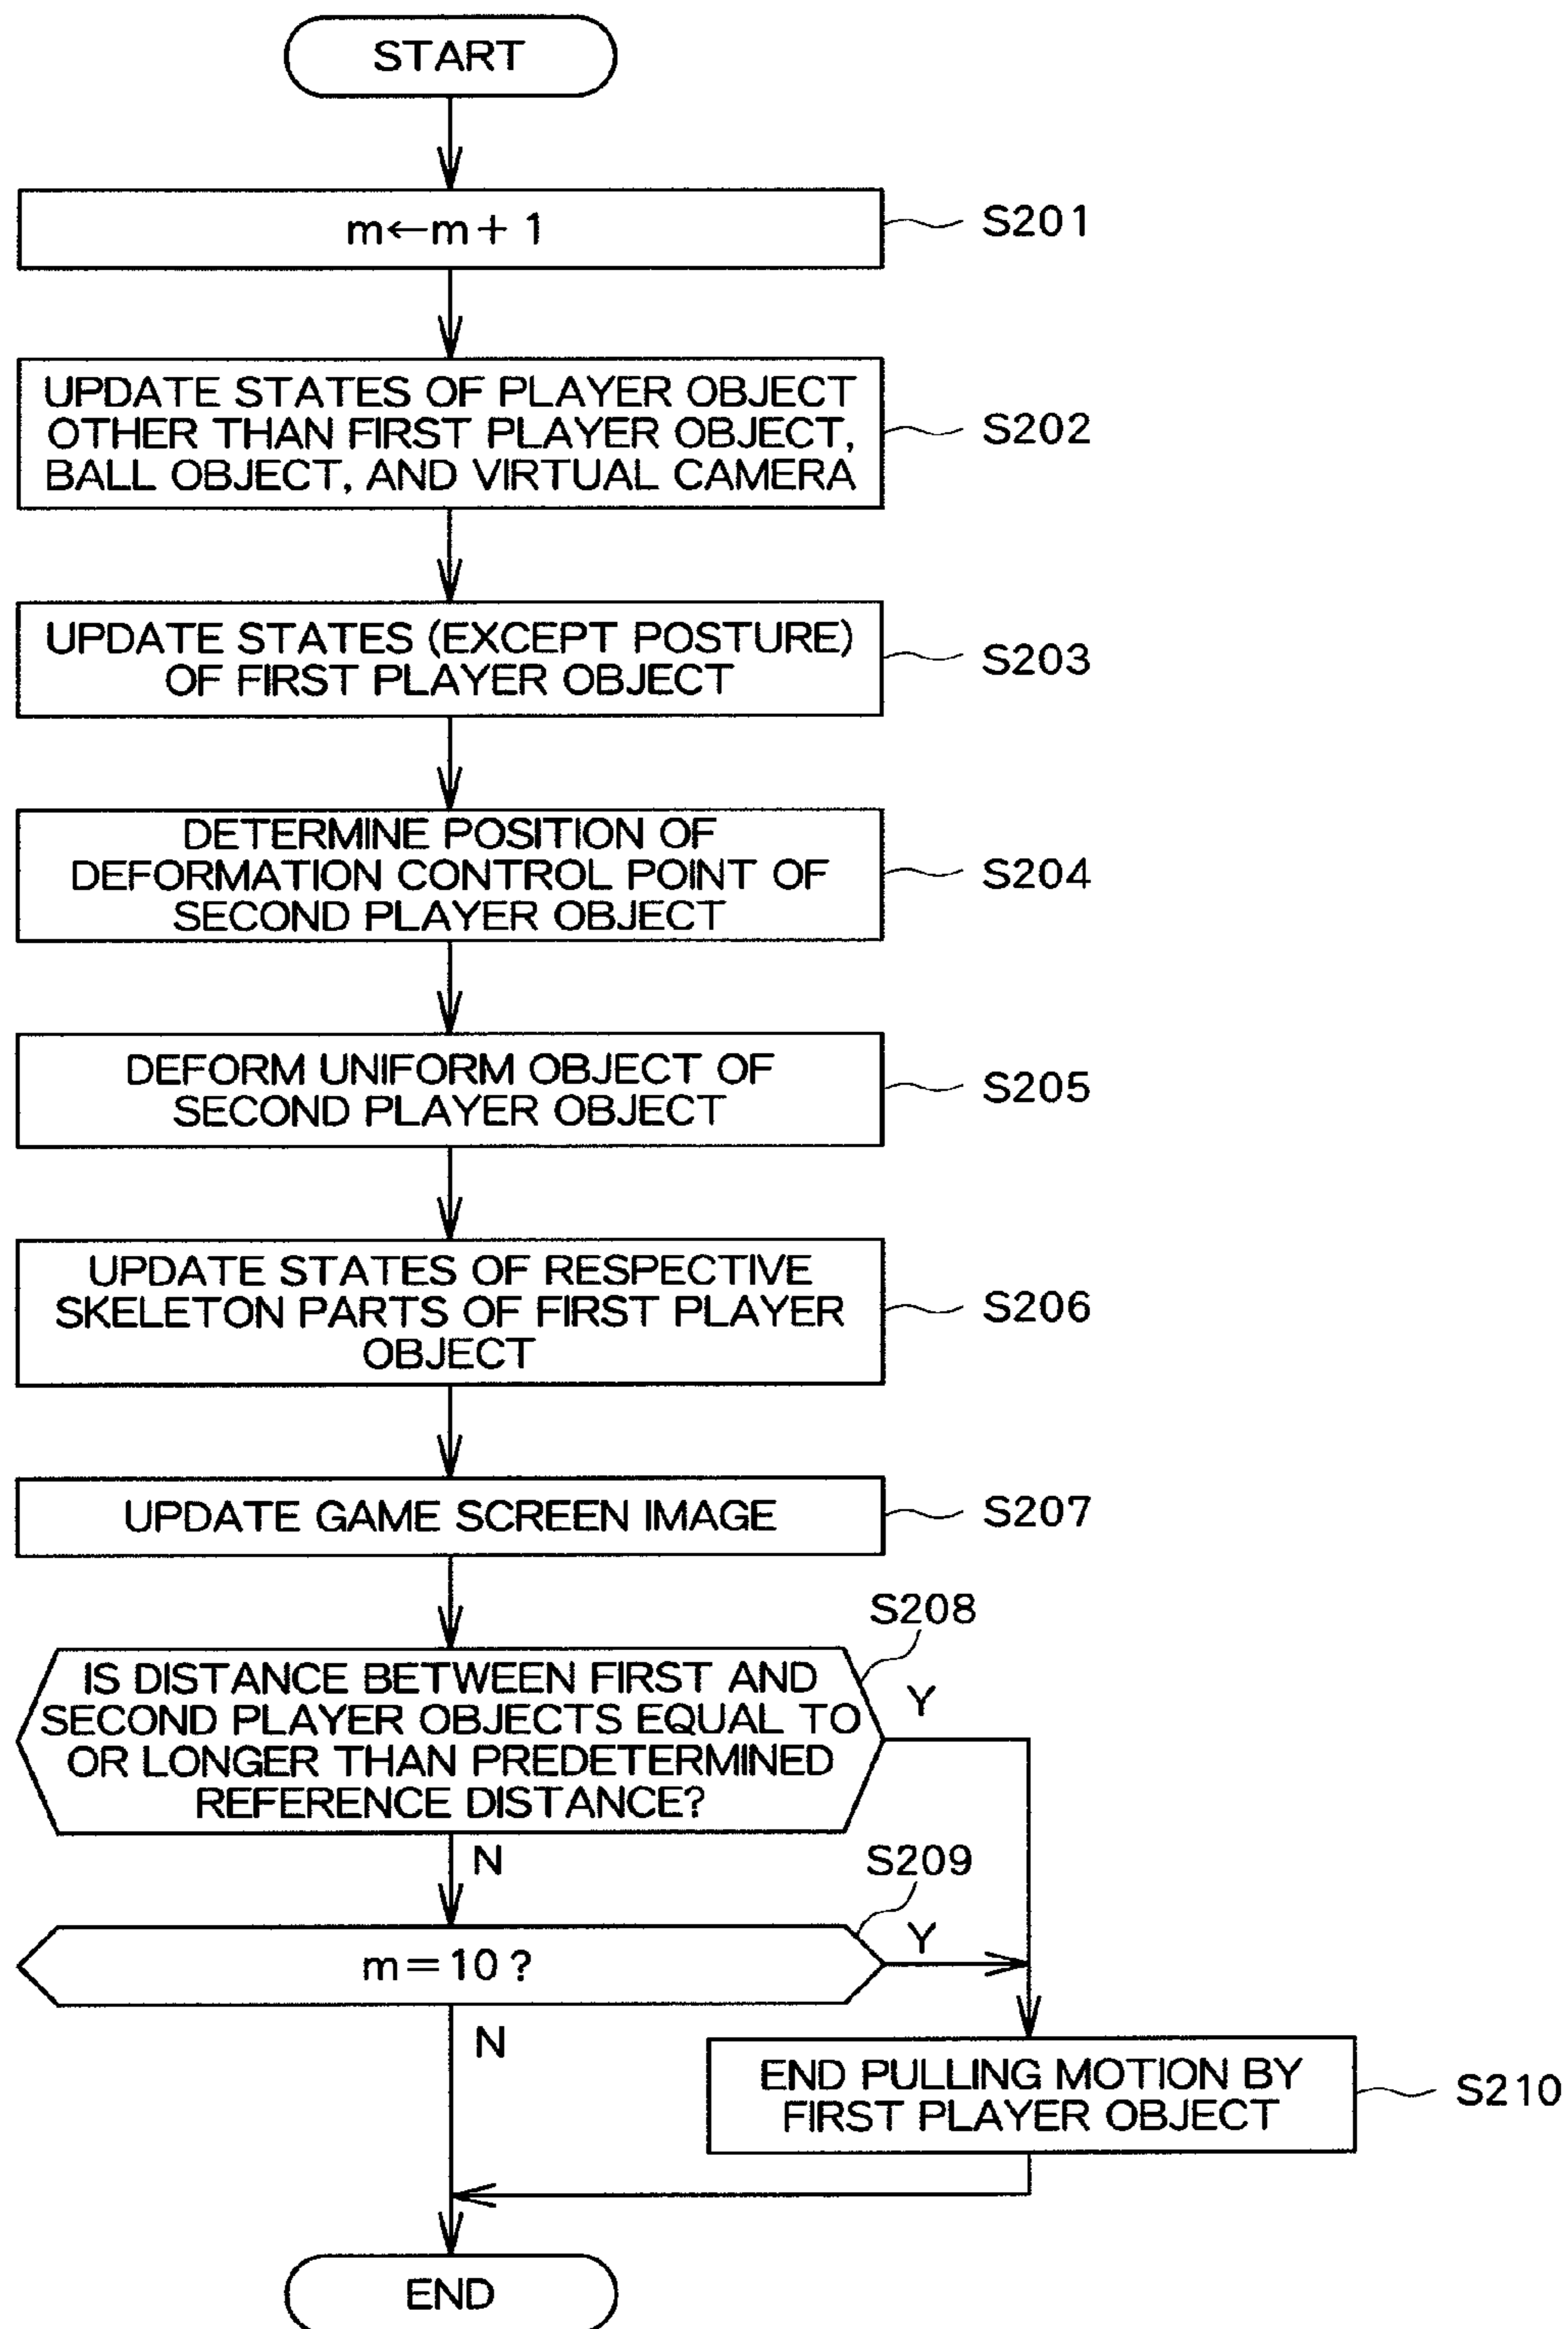 START
m←m+1
S201
UPDATE STATES OF PLAYER OBJECT
OTHER THAN FIRST PLAYER OBJECT,
BALL OBJECT, AND VIRTUAL CAMERA
S202
UPDATE STATES (EXCEPT POSTURE)
OF FIRST PLAYER OBJECT
S203
DETERMINE POSITION OF
DEFORMATION CONTROL POINT OF
SECOND PLAYER OBJECT
S204
DEFORM UNIFORM OBJECT OF
SECOND PLAYER OBJECT
S205
UPDATE STATES OF RESPECTIVE
SKELETON PARTS OF FIRST PLAYER
OBJECT
S206
UPDATE GAME SCREEN IMAGE
S207
S208
IS DISTANCE BETWEEN FIRST AND
SECOND PLAYER OBJECTS EQUAL TO
OR LONGER THAN PREDETERMINED
REFERENCE DISTANCE?
Y
N
S209
m=10?
Y
N
END PULLING MOTION BY
FIRST PLAYER OBJECT
S210
END